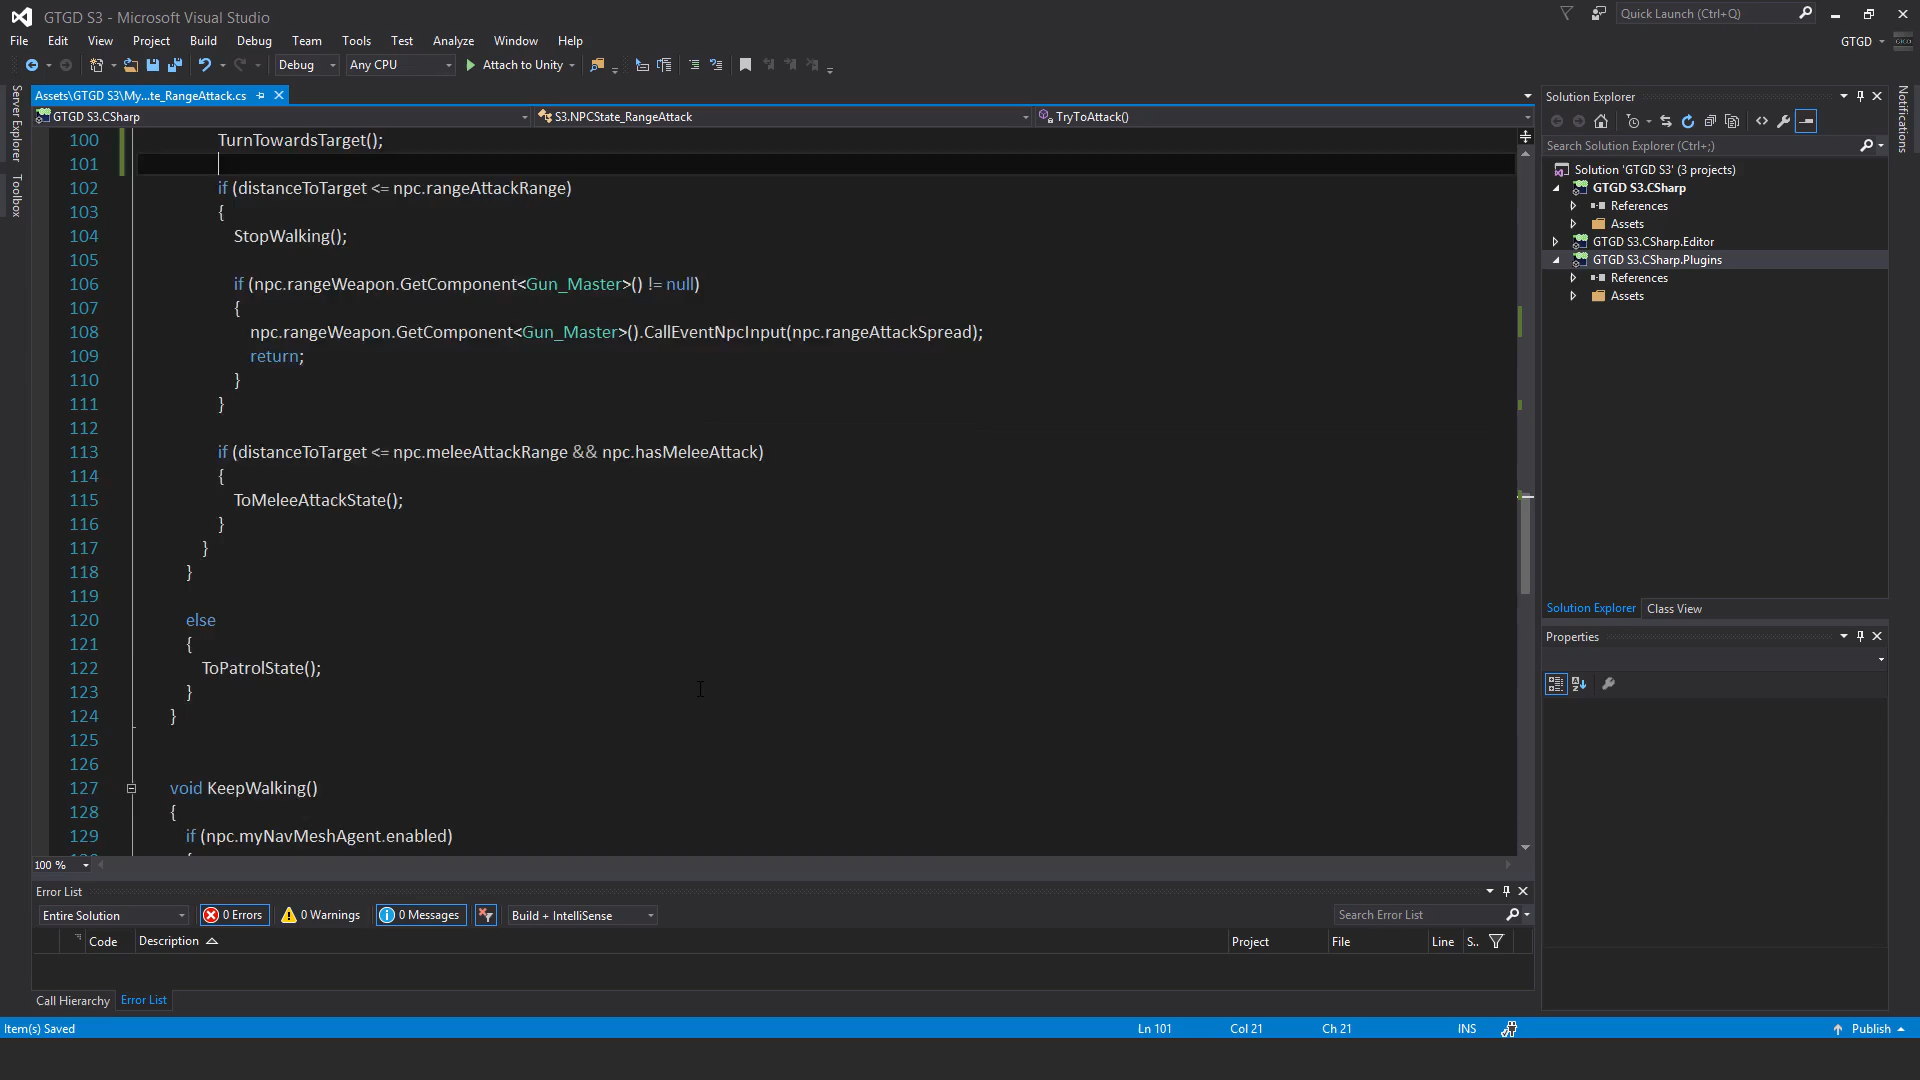 GTGD S3 - Microsoft Visual Studio
Quick Launch (Ctrl+Q)
File Edit View Project Build Debug Team Tools Test Analyze Window Help
GTGD
Debug Any CPU Attach to Unity
Server Explorer
Toolbox
Notifications
Assets\GTGD S3\My...te_RangeAttack.cs
GTGD S3.CSharp S3.NPCState_RangeAttack TryToAttack()
100 TurnTowardsTarget();
101
102 if (distanceToTarget <= npc.rangeAttackRange)
103 {
104 StopWalking();
105
106 if (npc.rangeWeapon.GetComponent<Gun_Master>() != null)
107 {
108 npc.rangeWeapon.GetComponent<Gun_Master>().CallEventNpcInput(npc.rangeAttackSpread);
109 return;
110 }
111 }
112
113 if (distanceToTarget <= npc.meleeAttackRange && npc.hasMeleeAttack)
114 {
115 ToMeleeAttackState();
116 }
117 }
118 }
119
120 else
121 {
122 ToPatrolState();
123 }
124 }
125
126
127 void KeepWalking()
128 {
129 if (npc.myNavMeshAgent.enabled)
100 %
Solution Explorer
Search Solution Explorer (Ctrl+;)
Solution 'GTGD S3' (3 projects)
GTGD S3.CSharp
References
Assets
GTGD S3.CSharp.Editor
GTGD S3.CSharp.Plugins
References
Assets
Solution Explorer Class View
Properties
Error List
Entire Solution 0 Errors 0 Warnings 0 Messages Build + IntelliSense Search Error List
Code Description Project File Line S..
Call Hierarchy Error List
Item(s) Saved Ln 101 Col 21 Ch 21 INS Publish